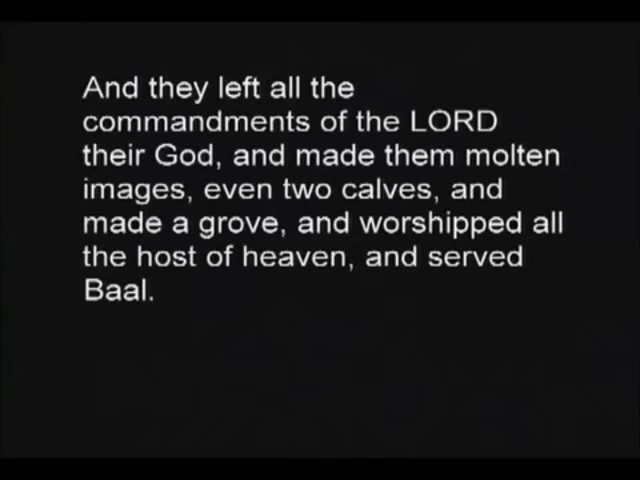 And they left all the
commandments of the LORD
their God, and made them molten
images, even two calves, and
made a grove, and worshipped all
the host of heaven, and served
Baal.